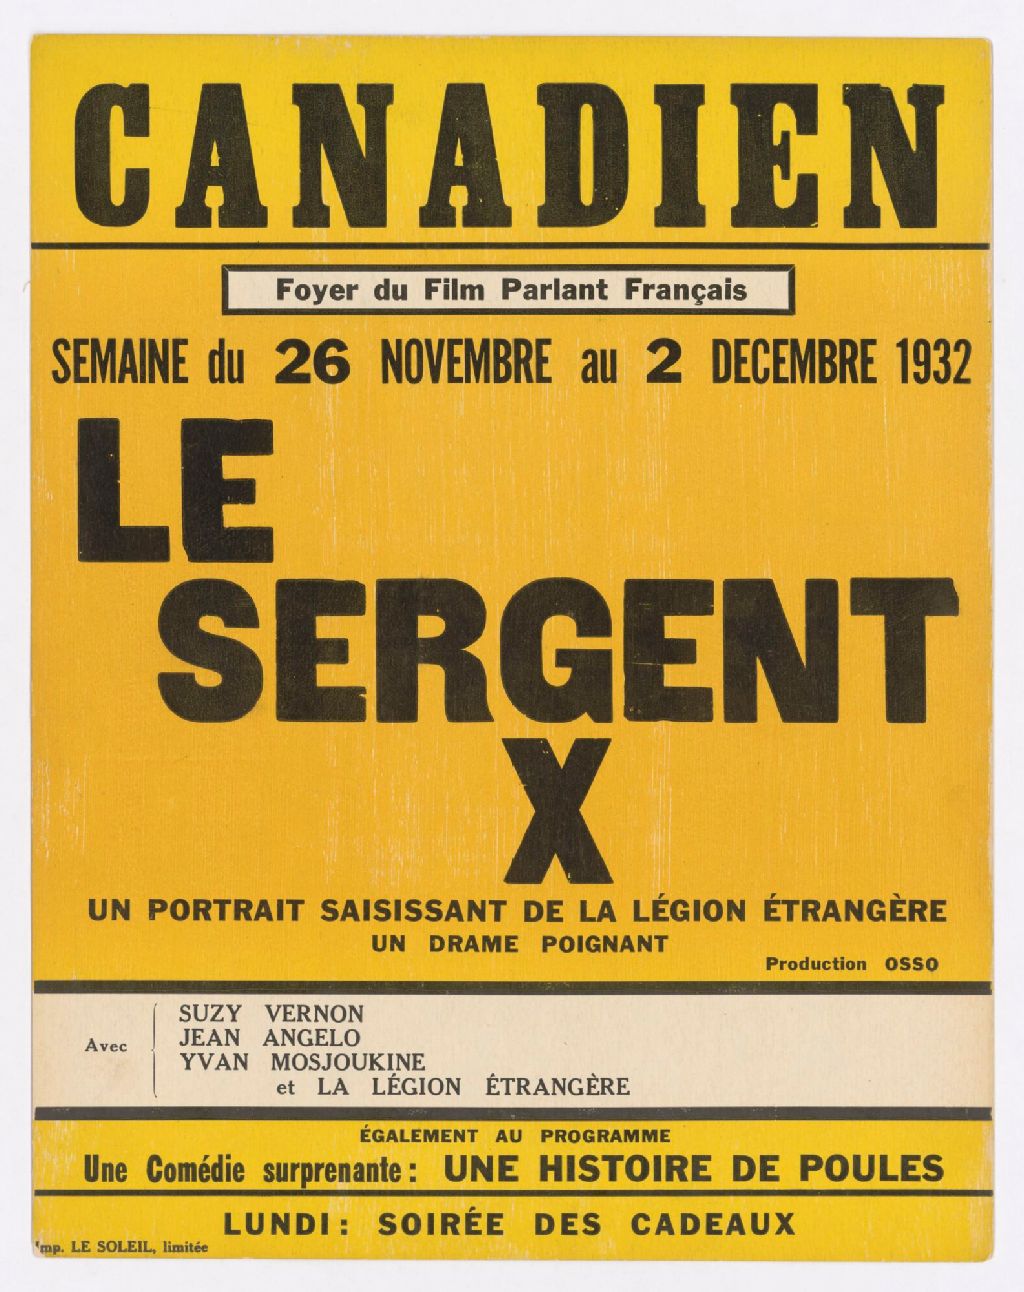 CANADIEN
Foyer du Film Parlant Français
SEMAINE du 26 NOVEMBRE au 2 DECEMBRE 1932
LE
SERGENT
X
UN PORTRAIT SAISISSANT DE LA LÉGION ÉTRANGÈRE
UN DRAME POIGNANT
Production OSSO
Avec
SUZY VERNON
JEAN ANGELO
YVAN MOSJOUKINE
et LA LÉGION ÉTRANGÈRE
ÉGALEMENT AU PROGRAMME
Une Comédie surprenante : UNE HISTOIRE DE POULES
LUNDI : SOIRÉE DES CADEAUX
Imp. LE SOLEIL, limitée